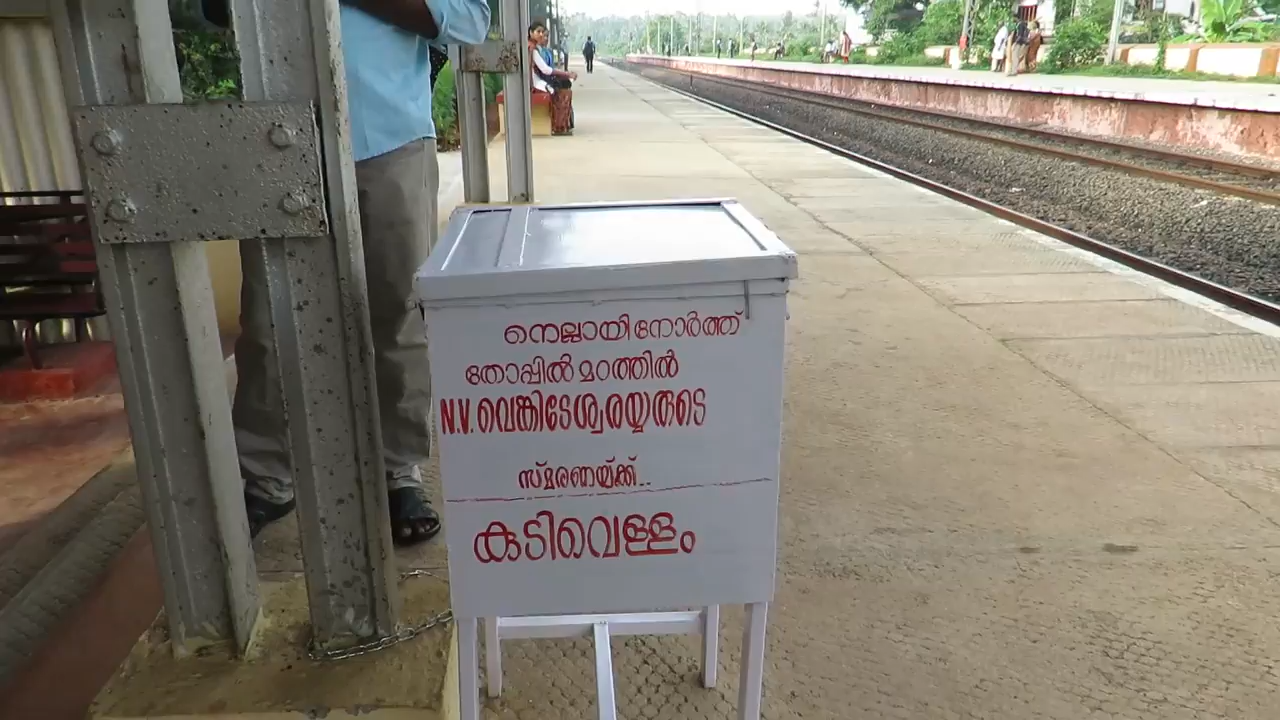 നെല്ലായി നോർത്ത്
തോപ്പിൽ മഠത്തിൽ
N.V. വെങ്കിടേശ്വരയ്യരുടെ
സ്മരണയ്ക്ക്..
കുടിവെള്ളം